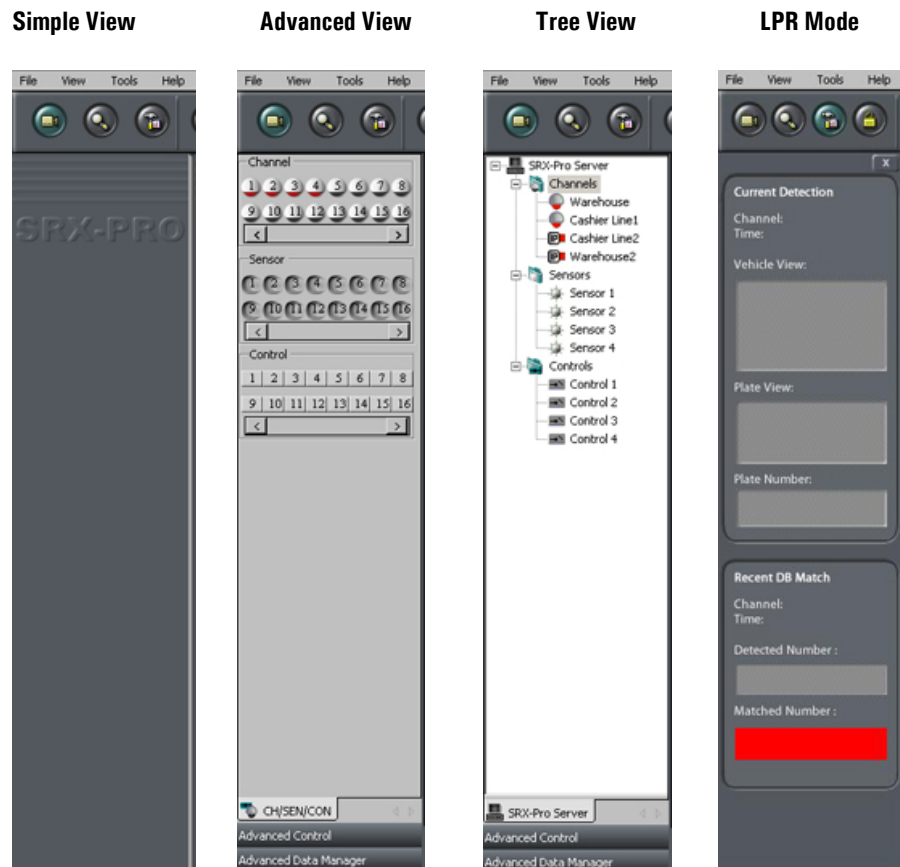 Simple View
Advanced View
Tree View
LPR Mode
File View Tools Help
SRX-PRO
File View Tools Help
Channel
1 2 3 4 5 6 7 8
9 10 11 12 13 14 15 16
< >
Sensor
1 2 3 4 5 6 7 8
9 10 11 12 13 14 15 16
< >
Control
1 2 3 4 5 6 7 8
9 10 11 12 13 14 15 16
< >
CH/SEN/CON
Advanced Control
Advanced Data Manager
File View Tools Help
SRX-Pro Server
Channels
Warehouse
Cashier Line1
IP Cashier Line2
IP Warehouse2
Sensors
Sensor 1
Sensor 2
Sensor 3
Sensor 4
Controls
Control 1
Control 2
Control 3
Control 4
SRX-Pro Server
Advanced Control
Advanced Data Manager
File View Tools Help
x
Current Detection
Channel:
Time:
Vehicle View:
Plate View:
Plate Number:
Recent DB Match
Channel:
Time:
Detected Number :
Matched Number :